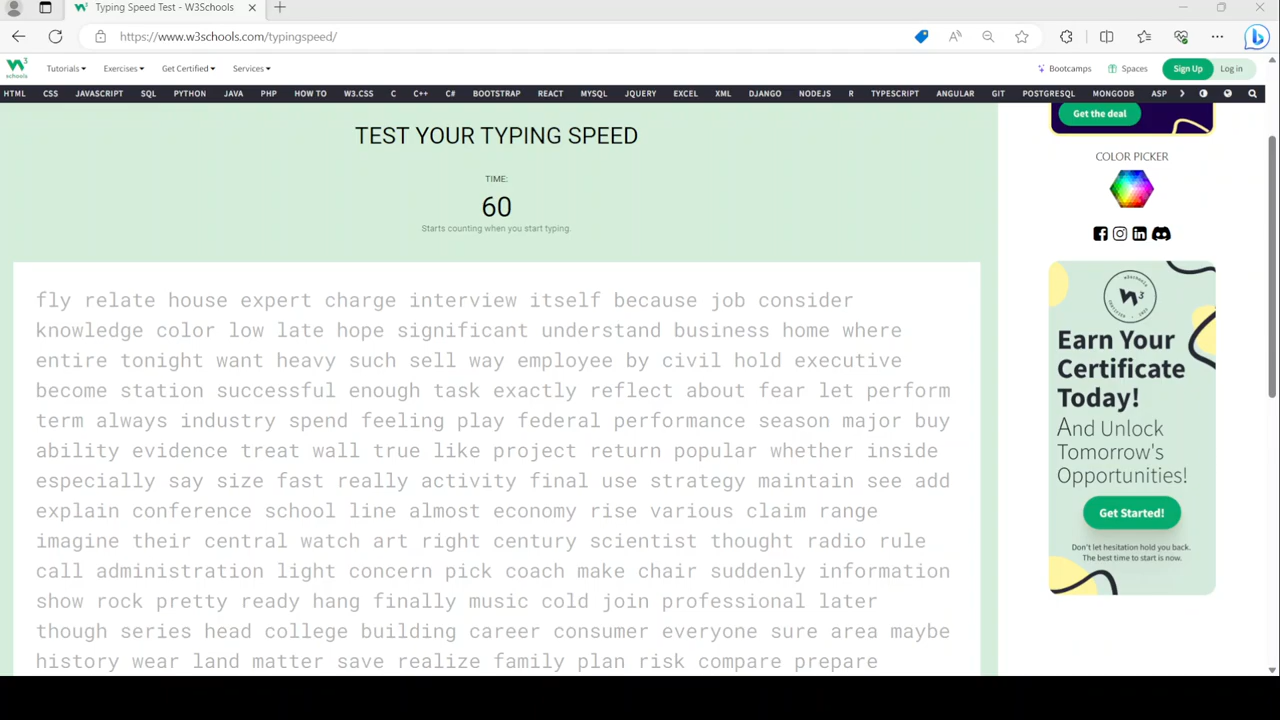 Typing Speed Test - W3Schools
https://www.w3schools.com/typingspeed/
W3 schools
Tutorials Exercises Get Certified Services Bootcamps Spaces Sign Up Log in
HTML CSS JAVASCRIPT SQL PYTHON JAVA PHP HOW TO W3.CSS C C++ C# BOOTSTRAP REACT MYSQL JQUERY EXCEL XML DJANGO NODEJS R TYPESCRIPT ANGULAR GIT POSTGRESQL MONGODB ASP
TEST YOUR TYPING SPEED
TIME:
60
Starts counting when you start typing.
fly relate house expert charge interview itself because job consider
knowledge color low late hope significant understand business home where
entire tonight want heavy such sell way employee by civil hold executive
become station successful enough task exactly reflect about fear let perform
term always industry spend feeling play federal performance season major buy
ability evidence treat wall true like project return popular whether inside
especially say size fast really activity final use strategy maintain see add
explain conference school line almost economy rise various claim range
imagine their central watch art right century scientist thought radio rule
call administration light concern pick coach make chair suddenly information
show rock pretty ready hang finally music cold join professional later
though series head college building career consumer everyone sure area maybe
history wear land matter save realize family plan risk compare prepare
Get the deal
COLOR PICKER
W3
Earn Your
Certificate
Today!
And Unlock
Tomorrow's
Opportunities!
Get Started!
Don't let hesitation hold you back.
The best time to start is now.